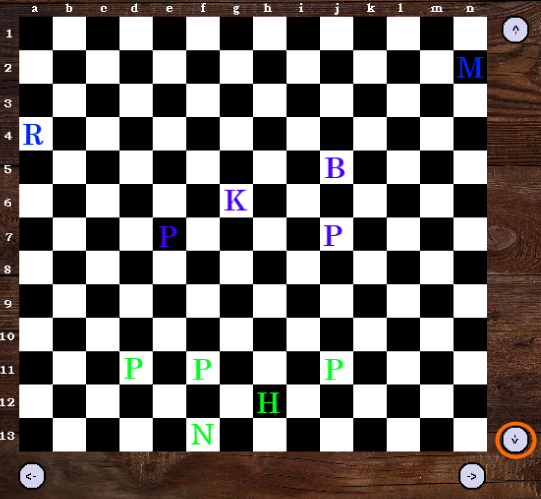 a b c d e f g h i j k l m n
1
2 M
3
4 R
5 B
6 K
7 P P
8
9
10
11 P P P
12 H
13 N
^
v
<- ->